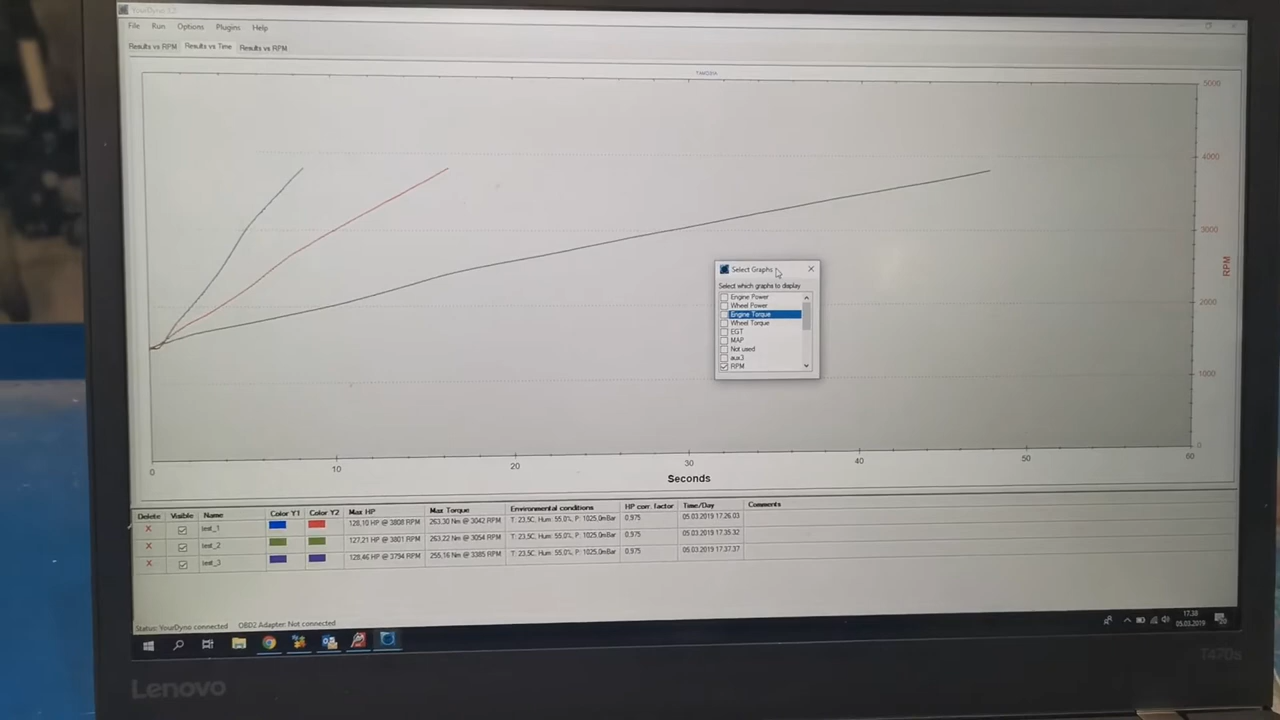 YourDyno
File Run Options Plugins Help
Results vs RPM Results vs Time Results vs RPM
5000
4000
3000
2000
1000
0
RPM
Select Graphs
Select which graphs to display
Engine Power
Wheel Power
Engine Torque
Wheel Torque
EGT
MAP
Not used
aux3
RPM
0 10 20 30 40 50 60
Seconds
Delete Visible Name Color Y1 Color Y2 Max HP Max Torque Environmental conditions HP corr. factor Time/Day Comments
X test_1 128,10 HP @ 3808 RPM 263.30 Nm @ 3042 RPM T: 23.5C, Hum: 55.0%, P: 1025.0mBar 0.975 05.03.2019 17.26.03
X test_2 127,21 HP @ 3801 RPM 263.22 Nm @ 3054 RPM T: 23.5C, Hum: 55.0%, P: 1025.0mBar 0.975 05.03.2019 17.35.32
X test_3 128,46 HP @ 3794 RPM 255,16 Nm @ 3385 RPM T: 23.5C, Hum: 55.0%, P: 1025.0mBar 0.975 05.03.2019 17.37.37
Status: YourDyno connected OBD2 Adapter: Not connected
17.39
05.03.2019
Lenovo
T470s